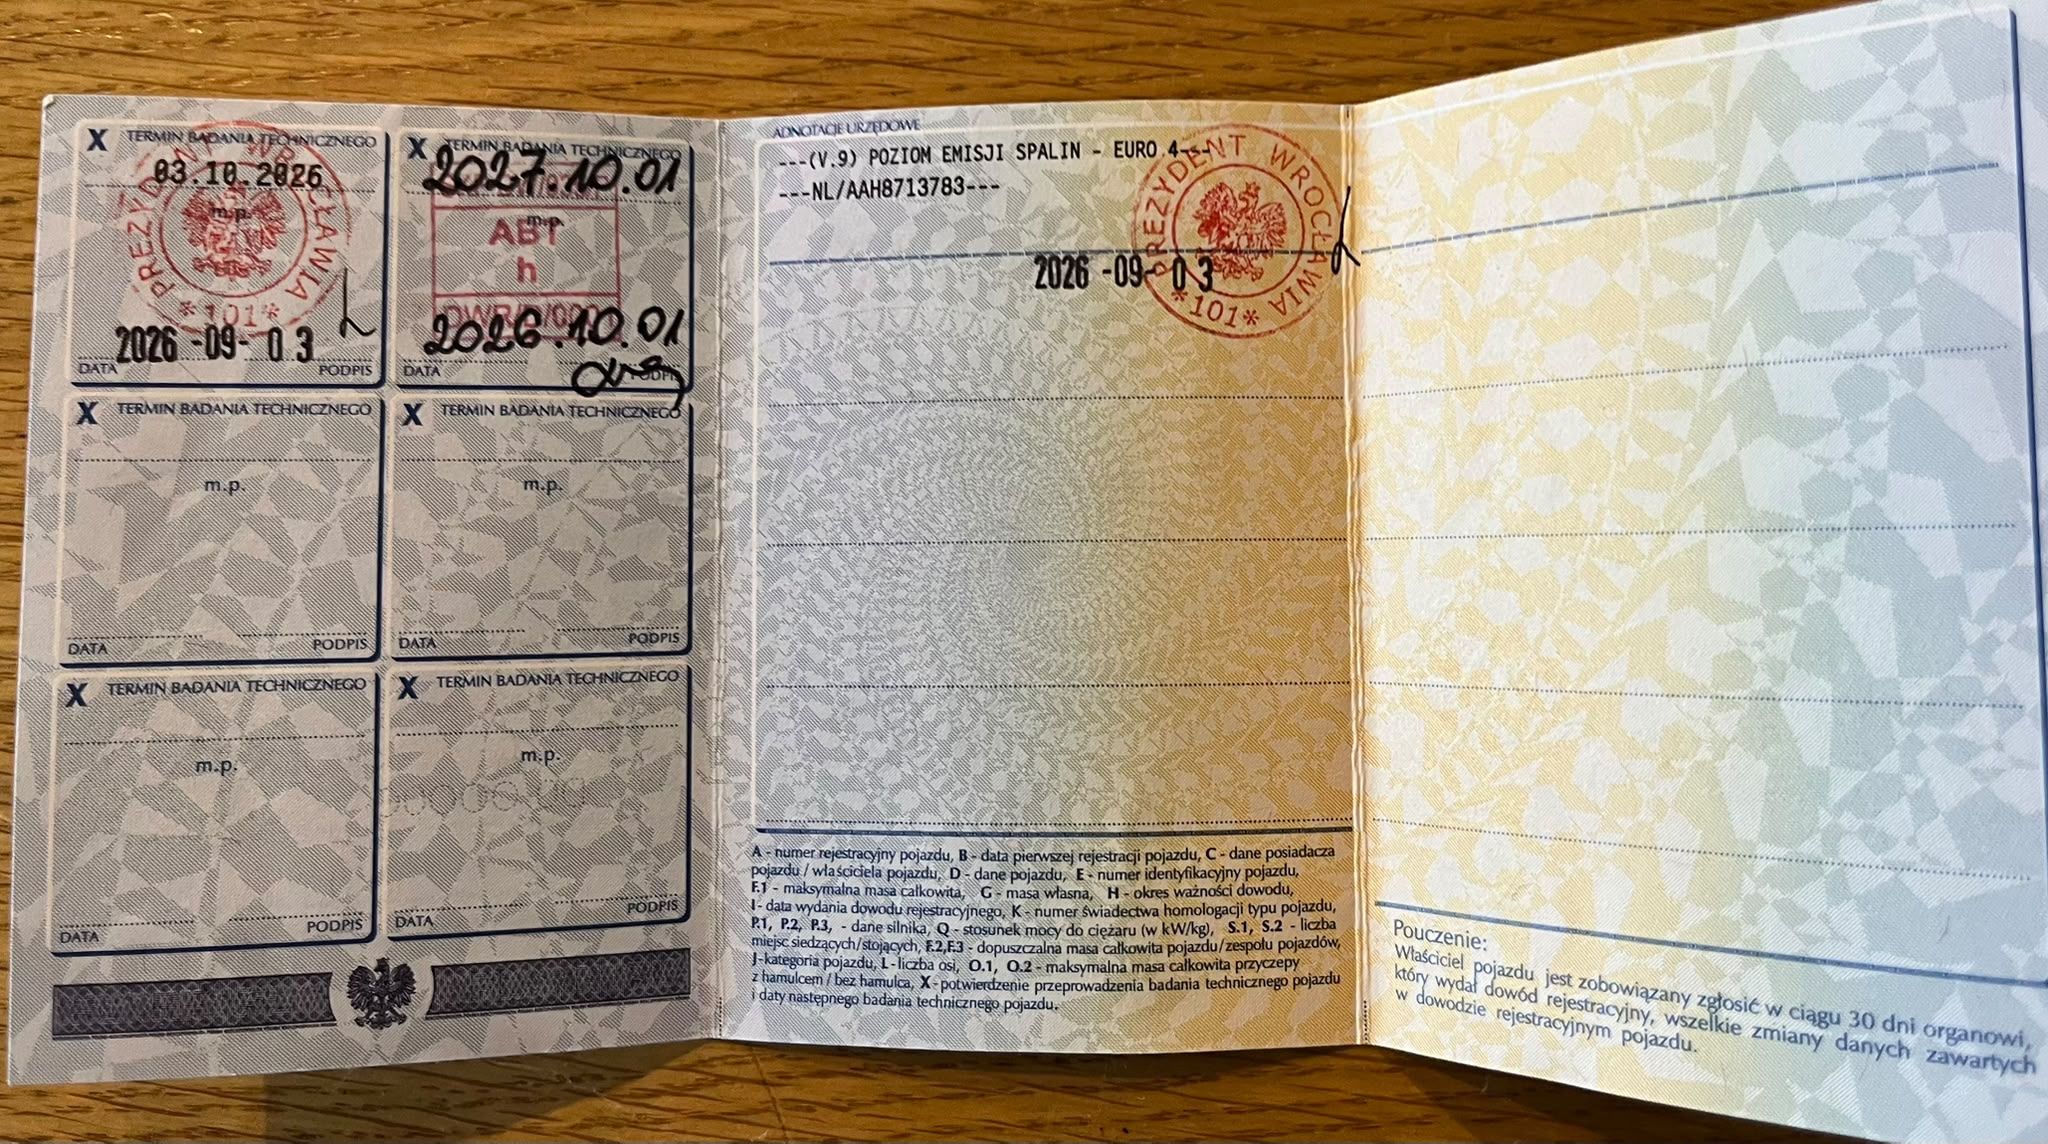 X TERMIN BADANIA TECHNICZNEGO
03.10.2026
m.p.
PREZYDENT WROCŁAWIA
*101*
2026 -09- 03
DATA PODPIS
X TERMIN BADANIA TECHNICZNEGO
2027.10.01
m.p.
ABT
h
2026.10.01
DATA
X TERMIN BADANIA TECHNICZNEGO
m.p.
DATA PODPIS
X TERMIN BADANIA TECHNICZNEGO
m.p.
DATA PODPIS
X TERMIN BADANIA TECHNICZNEGO
m.p.
DATA PODPIS
X TERMIN BADANIA TECHNICZNEGO
m.p.
DATA PODPIS
ADNOTACJE URZĘDOWE
---(V.9) POZIOM EMISJI SPALIN - EURO 4---
---NL/AAH8713783---
PREZYDENT WROCŁAWIA
*101*
2026 -09- 03
A - numer rejestracyjny pojazdu, B - data pierwszej rejestracji pojazdu, C - dane posiadacza
pojazdu / właściciela pojazdu, D - dane pojazdu, E - numer identyfikacyjny pojazdu,
F.1 - maksymalna masa całkowita, G - masa własna, H - okres ważności dowodu,
I - data wydania dowodu rejestracyjnego, K - numer świadectwa homologacji typu pojazdu,
P.1, P.2, P.3, - dane silnika, Q - stosunek mocy do ciężaru (w kW/kg), S.1, S.2 - liczba
miejsc siedzących/stojących, F.2,F.3 - dopuszczalna masa całkowita pojazdu/zespołu pojazdów,
J-kategoria pojazdu, L - liczba osi, O.1, O.2 - maksymalna masa całkowita przyczepy
z hamulcem / bez hamulca, X - potwierdzenie przeprowadzenia badania technicznego pojazdu
i daty następnego badania technicznego pojazdu.
Pouczenie:
Właściciel pojazdu jest zobowiązany zgłosić w ciągu 30 dni organowi,
który wydał dowód rejestracyjny, wszelkie zmiany danych zawartych
w dowodzie rejestracyjnym pojazdu.